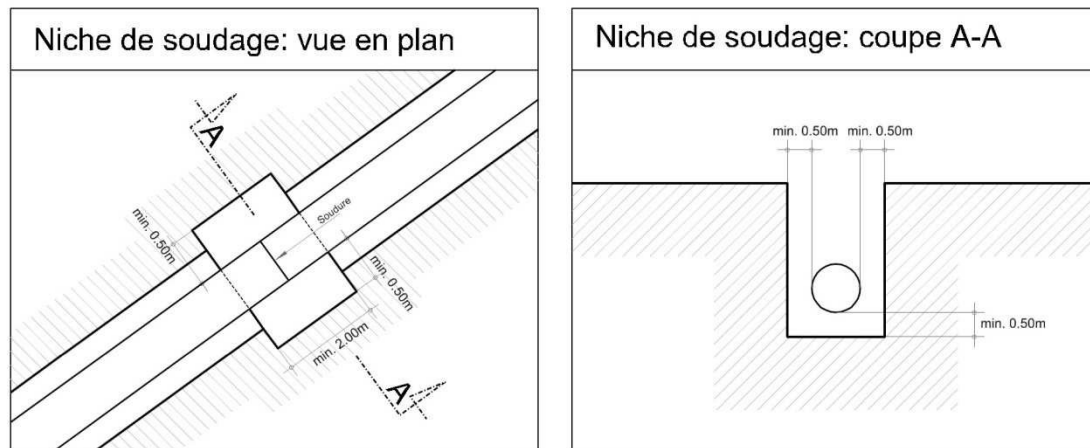 Niche de soudage: vue en plan
A
Soudure
min. 0.50m
min. 0.50m
min. 2.00m
A
Niche de soudage: coupe A-A
min. 0.50m
min. 0.50m
min. 0.50m